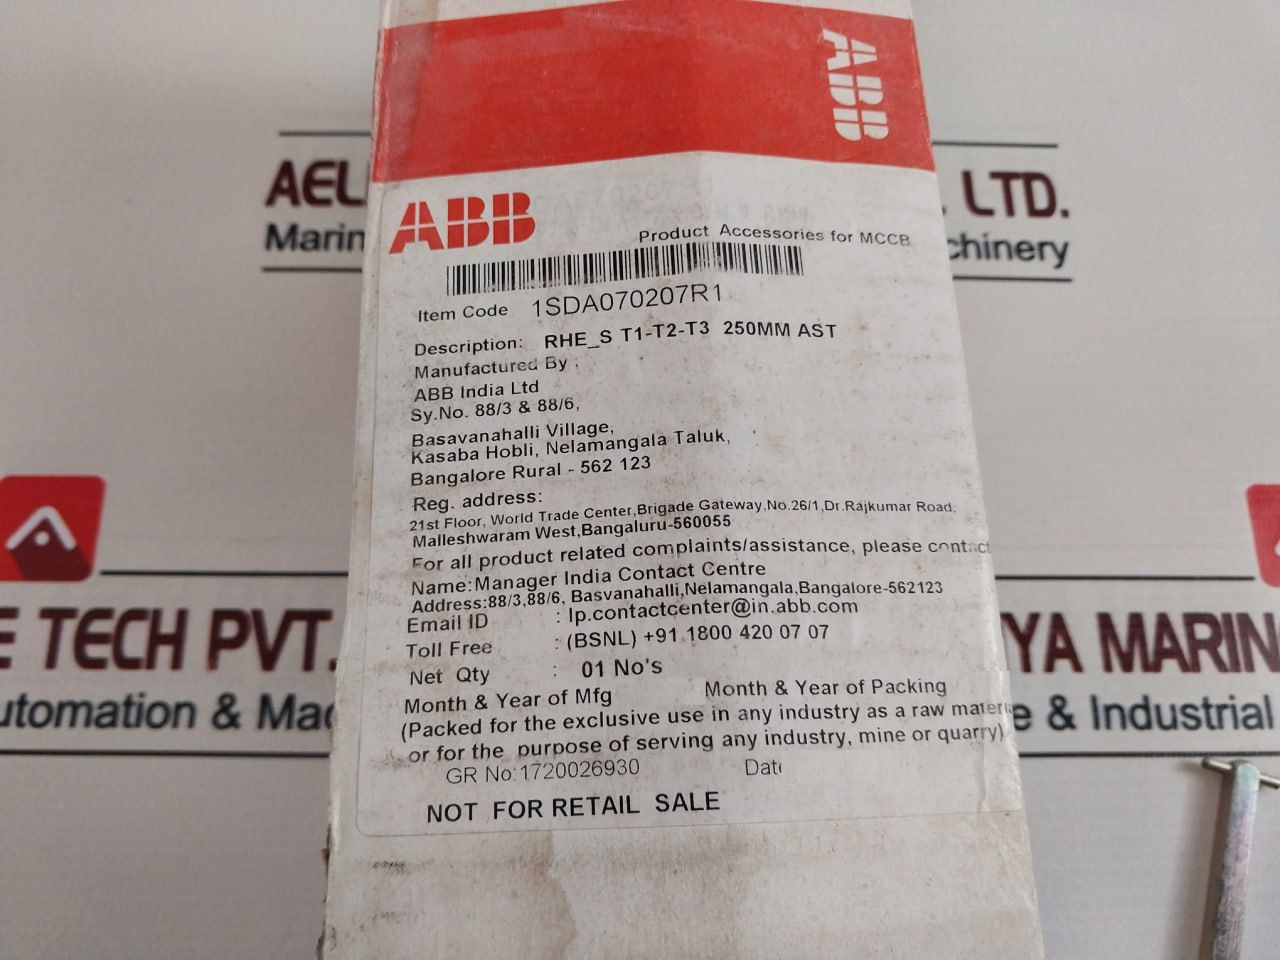 ABB
ABB
Product Accessories for MCCB
Item Code 1SDA070207R1
Description: RHE_S T1-T2-T3 250MM AST
Manufactured By :
ABB India Ltd
Sy.No. 88/3 & 88/6,
Basavanahalli Village,
Kasaba Hobli, Nelamangala Taluk,
Bangalore Rural - 562 123
Reg. address:
21st Floor, World Trade Center,Brigade Gateway,No.26/1,Dr.Rajkumar Road,
Malleshwaram West,Bangaluru-560055
For all product related complaints/assistance, please contact
Name:Manager India Contact Centre
Address:88/3,88/6, Basvanahalli,Nelamangala,Bangalore-562123
Email ID : lp.contactcenter@in.abb.com
Toll Free : (BSNL) +91 1800 420 07 07
Net Qty : 01 No's
Month & Year of Mfg Month & Year of Packing
(Packed for the exclusive use in any industry as a raw materi
or for the purpose of serving any industry, mine or quarry)
GR No:1720026930 Date
NOT FOR RETAIL SALE
AEL LTD.
Marin chinery
E TECH PVT. YA MARIN
utomation & Mac e & Industrial